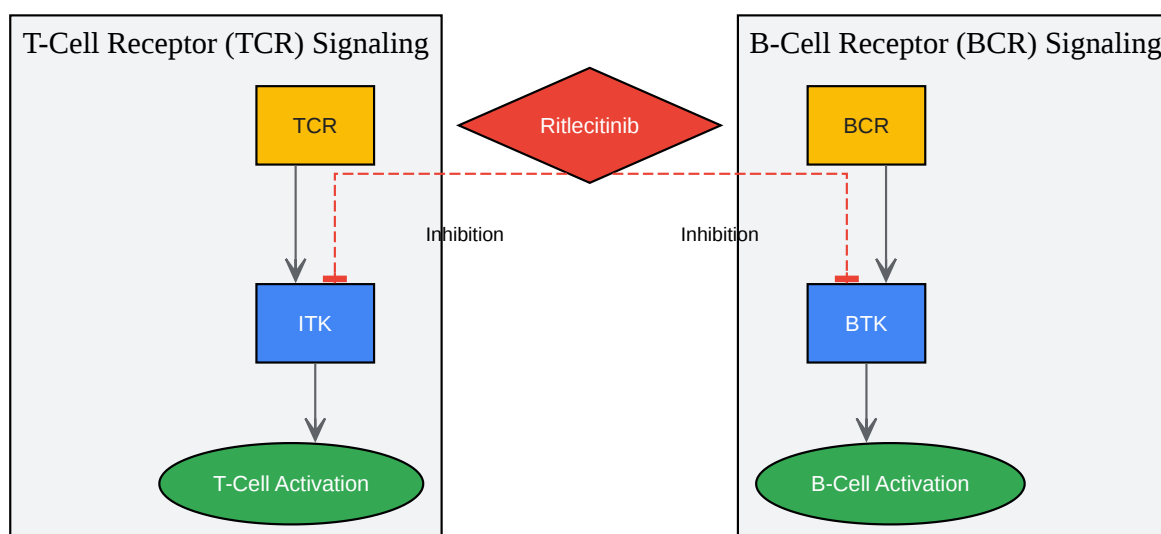 T-Cell Receptor (TCR) Signaling
B-Cell Receptor (BCR) Signaling
TCR
Ritlecitinib
BCR
Inhibition
Inhibition
ITK
BTK
T-Cell Activation
B-Cell Activation